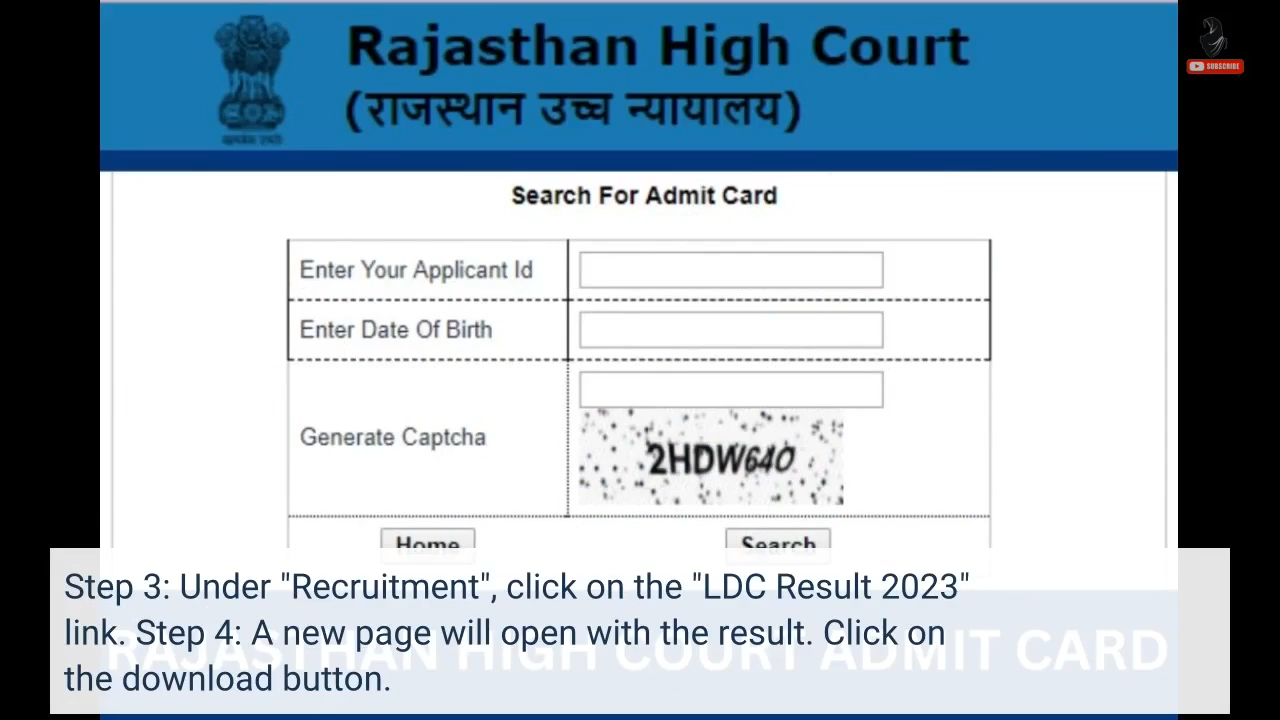 SUBSCRIBE
Rajasthan High Court
(राजस्थान उच्च न्यायालय)
Search For Admit Card
Enter Your Applicant Id
Enter Date Of Birth
Generate Captcha
2HDW640
Home
Search
Step 3: Under "Recruitment", click on the "LDC Result 2023"
link. Step 4: A new page will open with the result. Click on
the download button.
RAJASTHAN HIGH COURT ADMIT CARD